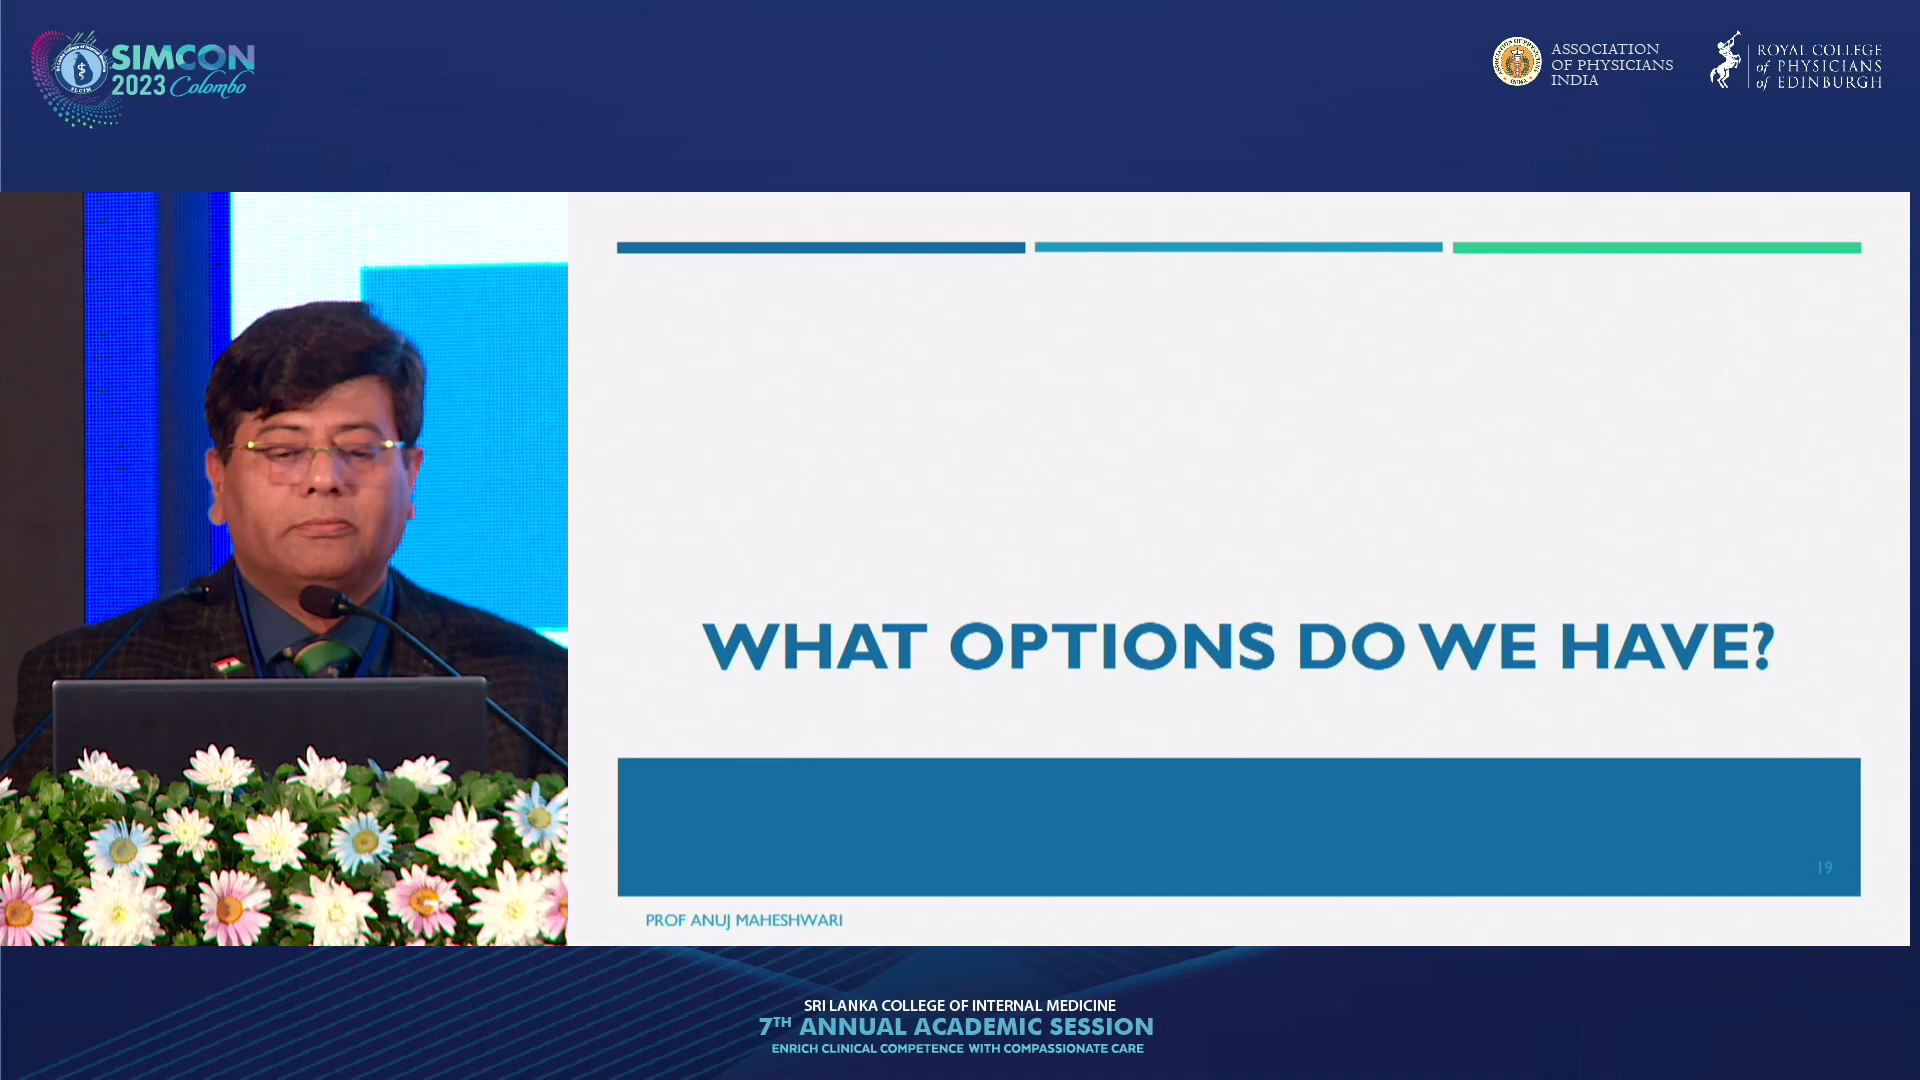 SIMCON
2023 Colombo
SLCIM
ASSOCIATION
OF PHYSICIANS
INDIA
ROYAL COLLEGE
of PHYSICIANS
of EDINBURGH
WHAT OPTIONS DO WE HAVE?
19
PROF ANUJ MAHESHWARI
SRI LANKA COLLEGE OF INTERNAL MEDICINE
7TH ANNUAL ACADEMIC SESSION
ENRICH CLINICAL COMPETENCE WITH COMPASSIONATE CARE